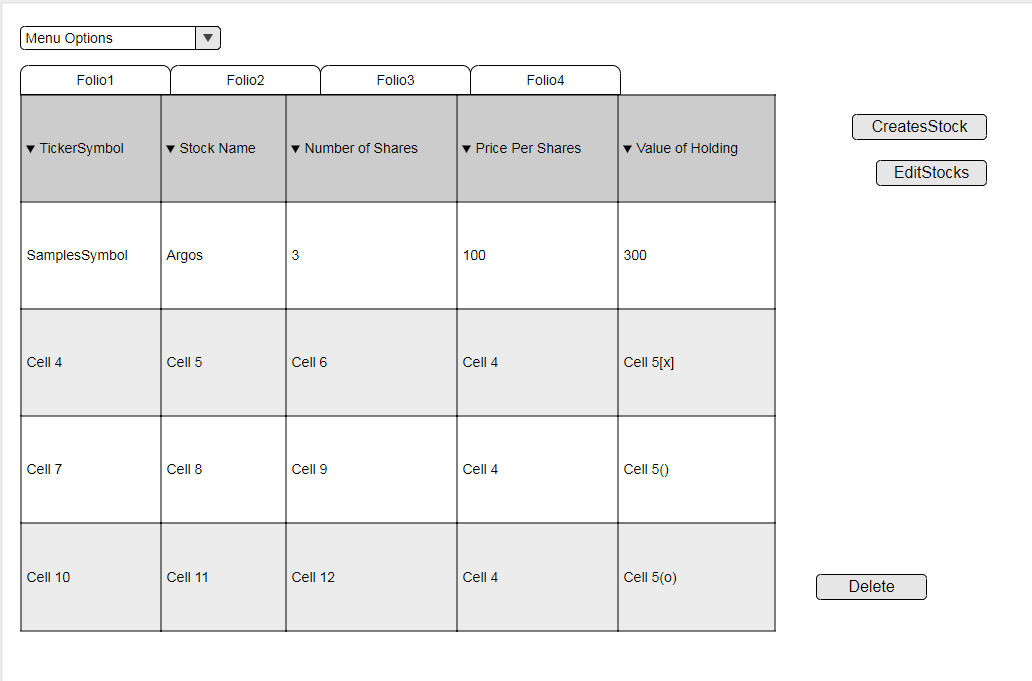 Menu Options
Folio1 Folio2 Folio3 Folio4
TickerSymbol Stock Name Number of Shares Price Per Shares Value of Holding
CreatesStock
EditStocks
SamplesSymbol Argos 3 100 300
Cell 4 Cell 5 Cell 6 Cell 4 Cell 5[x]
Cell 7 Cell 8 Cell 9 Cell 4 Cell 5()
Cell 10 Cell 11 Cell 12 Cell 4 Cell 5(o)
Delete